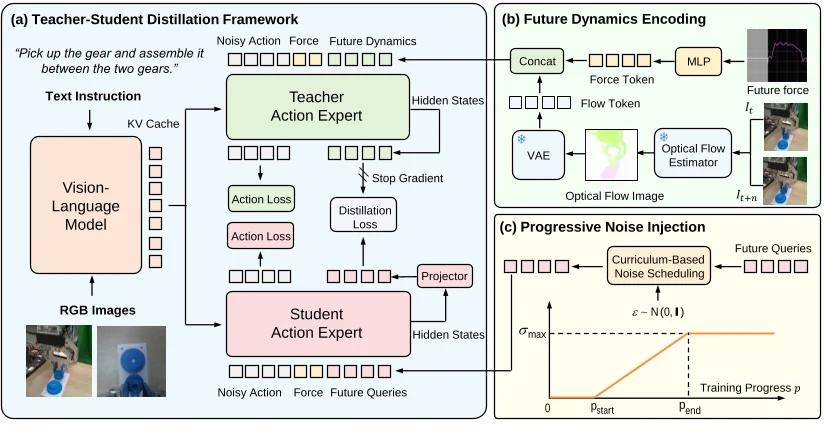 (a) Teacher-Student Distillation Framework
“Pick up the gear and assemble it
between the two gears.”
Text Instruction
KV Cache
Vision-
Language
Model
RGB Images
Noisy Action
Force
Future Dynamics
Teacher
Action Expert
Hidden States
Stop Gradient
Action Loss
Distillation
Loss
Action Loss
Projector
Student
Action Expert
Hidden States
Noisy Action
Force
Future Queries
(b) Future Dynamics Encoding
Concat
Force Token
MLP
Future force
Flow Token
VAE
Optical Flow Image
Optical Flow
Estimator
I_t
I_{t+n}
(c) Progressive Noise Injection
Curriculum-Based
Noise Scheduling
Future Queries
ε ~ N(0, I)
σ_max
Training Progress p
0
p_start
p_end